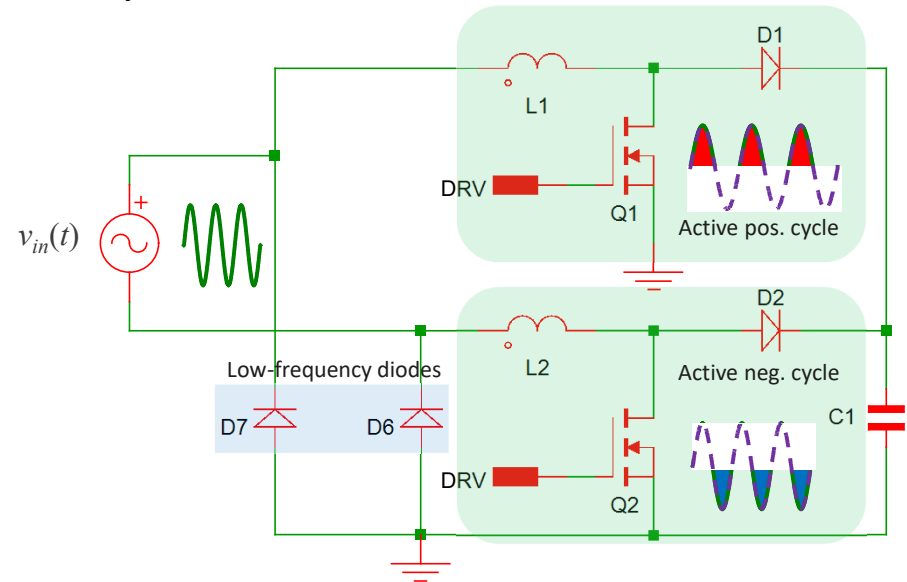 D1
L1
DRV
Q1
Active pos. cycle
+
v_in(t)
D2
Low-frequency diodes
L2
Active neg. cycle
D7
D6
C1
DRV
Q2